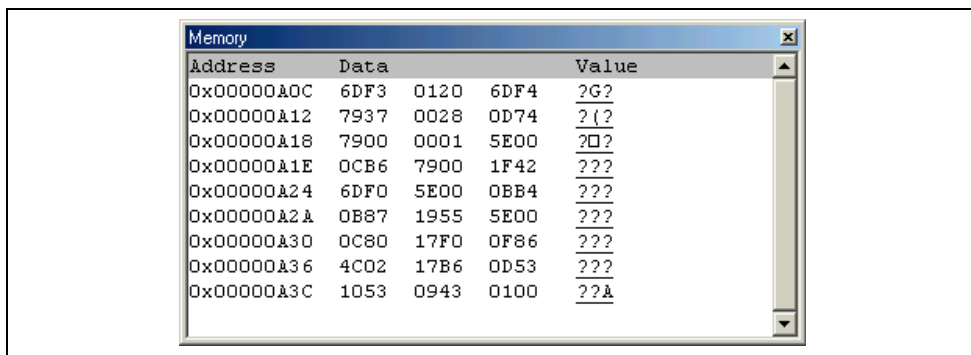 Memory
Address Data Value
0x00000A0C 6DF3 0120 6DF4 ?G?
0x00000A12 7937 0028 0D74 ?(?
0x00000A18 7900 0001 5E00 ?□?
0x00000A1E 0CB6 7900 1F42 ???
0x00000A24 6DF0 5E00 0BB4 ???
0x00000A2A 0B87 1955 5E00 ???
0x00000A30 0C80 17F0 0F86 ???
0x00000A36 4C02 17B6 0D53 ???
0x00000A3C 1053 0943 0100 ??A